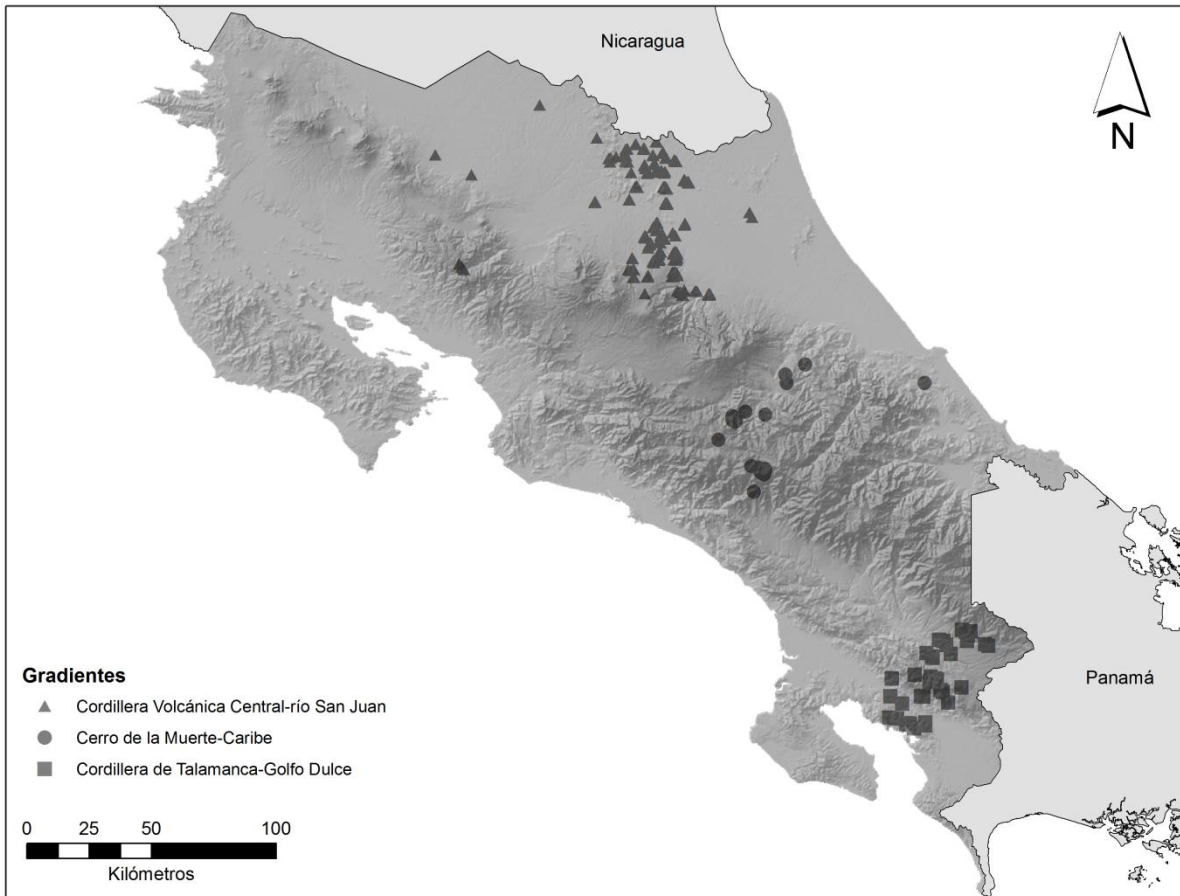 Nicaragua
N
Panamá
Gradientes
Cordillera Volcánica Central-río San Juan
Cerro de la Muerte-Caribe
Cordillera de Talamanca-Golfo Dulce
0 25 50 100
Kilómetros